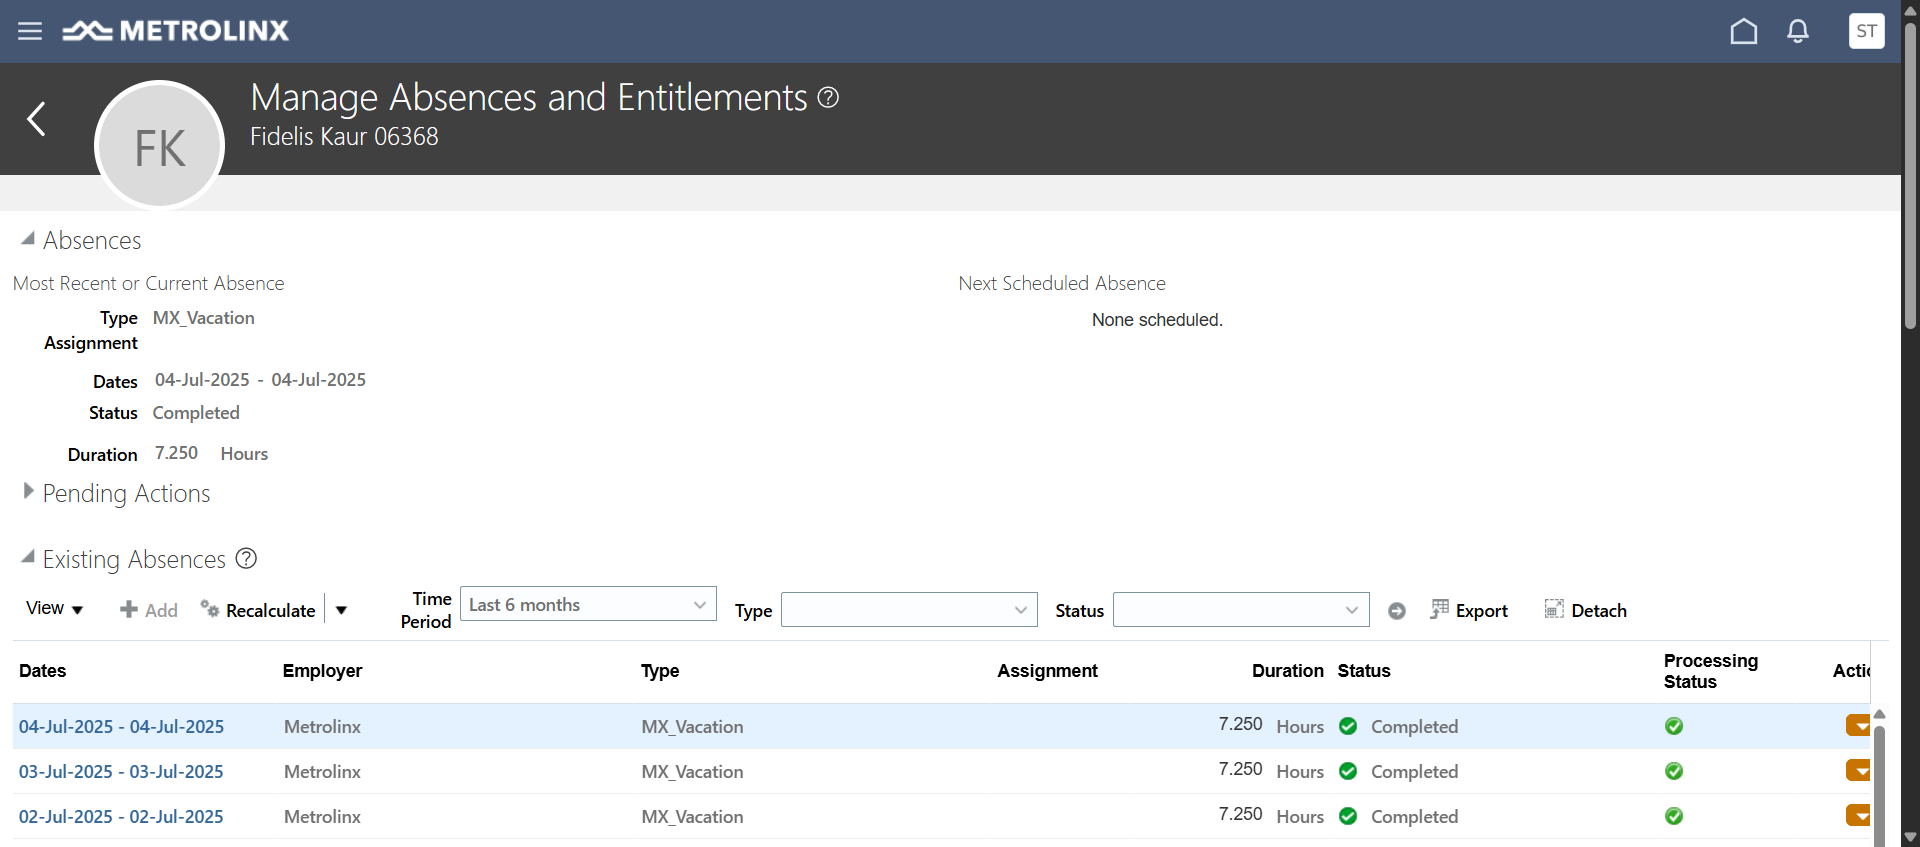 METROLINX
ST
FK
Manage Absences and Entitlements ?
Fidelis Kaur 06368
Absences
Most Recent or Current Absence
Next Scheduled Absence
Type MX_Vacation
None scheduled.
Assignment
Dates 04-Jul-2025 - 04-Jul-2025
Status Completed
Duration 7.250 Hours
Pending Actions
Existing Absences ?
View Add Recalculate Time Period Last 6 months Type Status Export Detach
Dates Employer Type Assignment Duration Status Processing Status Actic
04-Jul-2025 - 04-Jul-2025 Metrolinx MX_Vacation 7.250 Hours Completed
03-Jul-2025 - 03-Jul-2025 Metrolinx MX_Vacation 7.250 Hours Completed
02-Jul-2025 - 02-Jul-2025 Metrolinx MX_Vacation 7.250 Hours Completed